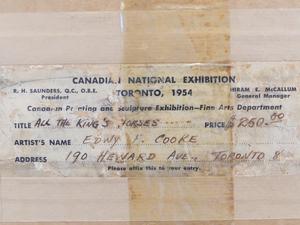 CANADIAN NATIONAL EXHIBITION
R. H. SAUNDERS, Q.C., O.B.E. TORONTO, 1954 HIRAM E. McCALLUM
President General Manager
Canadian Painting and Sculpture Exhibition—Fine Arts Department
TITLE ALL THE KING'S HORSES PRICE $260.00
ARTIST'S NAME EDWY F. COOKE
ADDRESS 190 HEWARD AVE., TORONTO 8
Please affix this to your entry.